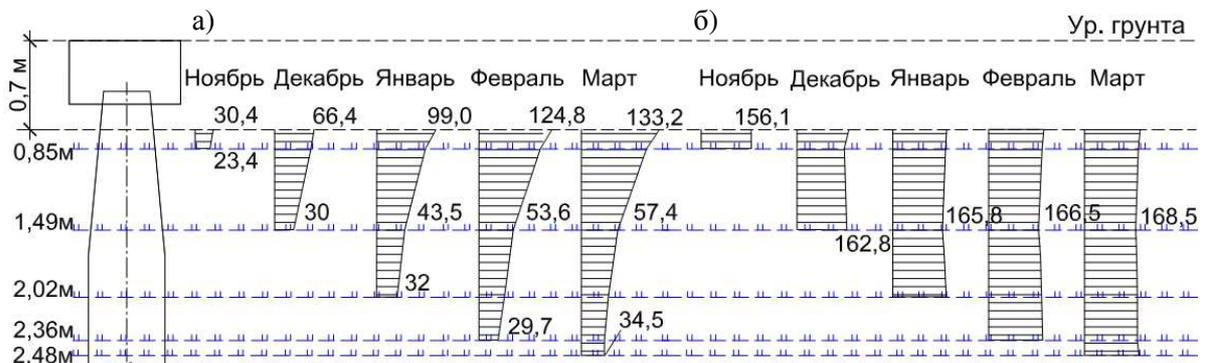 а) б)
Ур. грунта
0,7 м
Ноябрь Декабрь Январь Февраль Март Ноябрь Декабрь Январь Февраль Март
30,4 66,4 99,0 124,8 133,2 156,1
0,85м 23,4
1,49м 30 43,5 53,6 57,4 162,8 165,8 166,5 168,5
2,02м 32
2,36м 29,7 34,5
2,48м